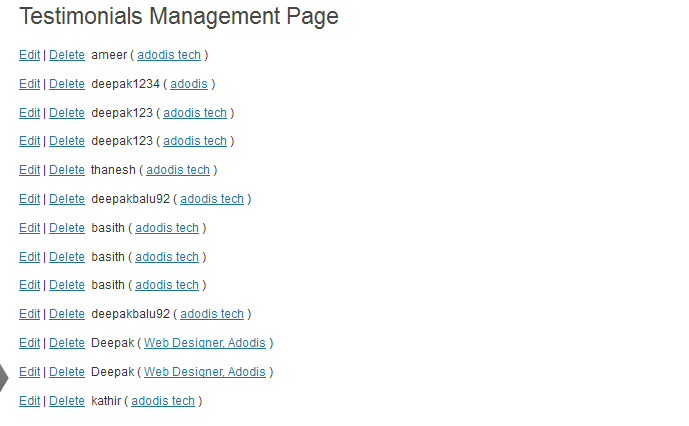 Testimonials Management Page
Edit | Delete ameer ( adodis tech )
Edit | Delete deepak1234 ( adodis )
Edit | Delete deepak123 ( adodis tech )
Edit | Delete deepak123 ( adodis tech )
Edit | Delete thanesh ( adodis tech )
Edit | Delete deepakbalu92 ( adodis tech )
Edit | Delete basith ( adodis tech )
Edit | Delete basith ( adodis tech )
Edit | Delete basith ( adodis tech )
Edit | Delete deepakbalu92 ( adodis tech )
Edit | Delete Deepak ( Web Designer, Adodis )
Edit | Delete Deepak ( Web Designer, Adodis )
Edit | Delete kathir ( adodis tech )